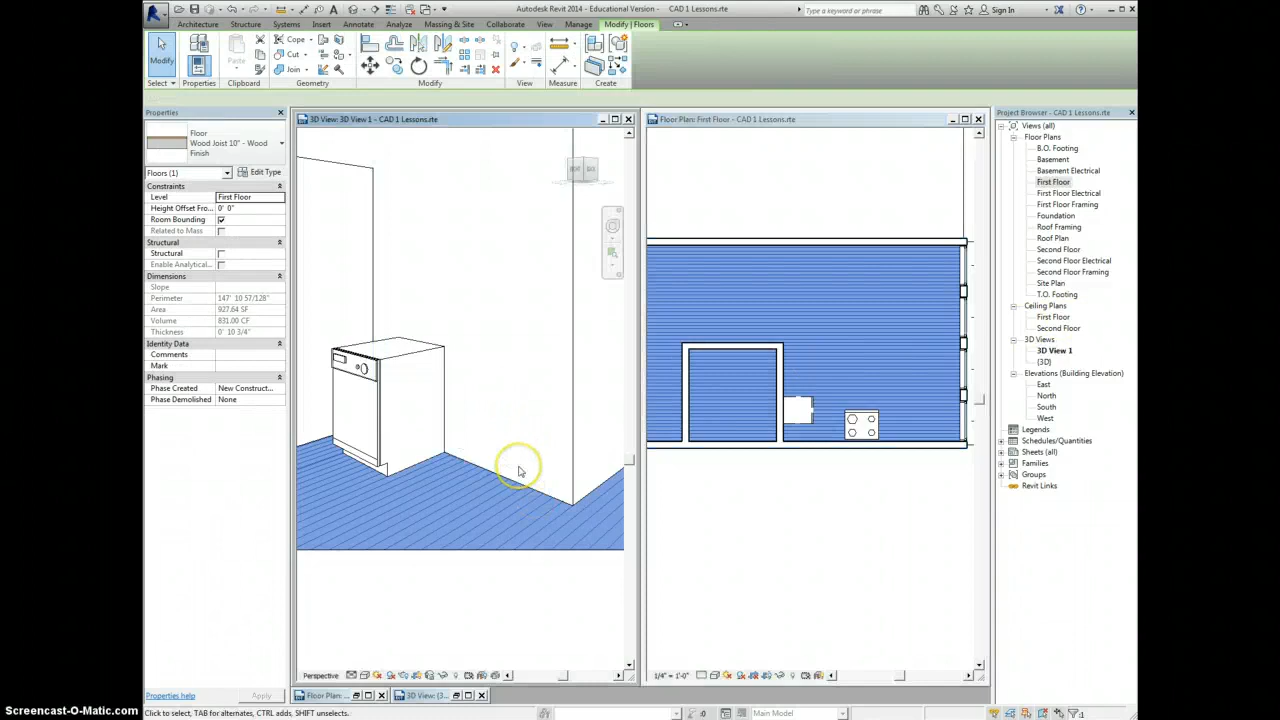 Autodesk Revit 2014 - Educational Version - CAD 1 Lessons.rte
Type a keyword or phrase
Sign In
Architecture Structure Systems Insert Annotate Analyze Massing & Site Collaborate View Manage Modify | Floors
Modify
Paste
Cope
Cut
Join
Select Properties Clipboard Geometry Modify View Measure Create
Properties
Floor
Wood Joist 10" - Wood
Finish
Floors (1) Edit Type
Constraints
Level First Floor
Height Offset Fro... 0' 0"
Room Bounding
Related to Mass
Structural
Structural
Enable Analytical...
Dimensions
Slope
Perimeter 147' 10 57/128"
Area 927.64 SF
Volume 831.00 CF
Thickness 0' 10 3/4"
Identity Data
Comments
Mark
Phasing
Phase Created New Construct...
Phase Demolished None
Properties help Apply
3D View: 3D View 1 - CAD 1 Lessons.rte
Perspective
Floor Plan: First Floor - CAD 1 Lessons.rte
1/4" = 1'-0"
Floor Plan: ... 3D View: (3...
Project Browser - CAD 1 Lessons.rte
Views (all)
Floor Plans
B.O. Footing
Basement
Basement Electrical
First Floor
First Floor Electrical
First Floor Framing
Foundation
Roof Framing
Roof Plan
Second Floor
Second Floor Electrical
Second Floor Framing
Site Plan
T.O. Footing
Ceiling Plans
First Floor
Second Floor
3D Views
3D View 1
{3D}
Elevations (Building Elevation)
East
North
South
West
Legends
Schedules/Quantities
Sheets (all)
Families
Groups
Revit Links
Click to select, TAB for alternates, CTRL adds, SHIFT unselects.
:0 Main Model
Screencast-O-Matic.com